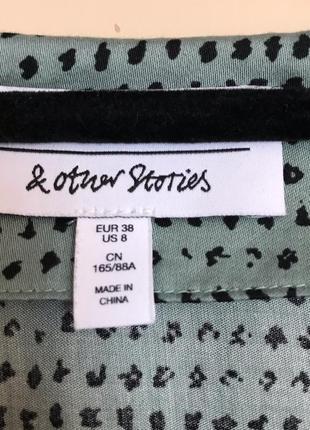 & Other Stories
EUR 38
US 8
CN
165/88A
MADE IN
CHINA